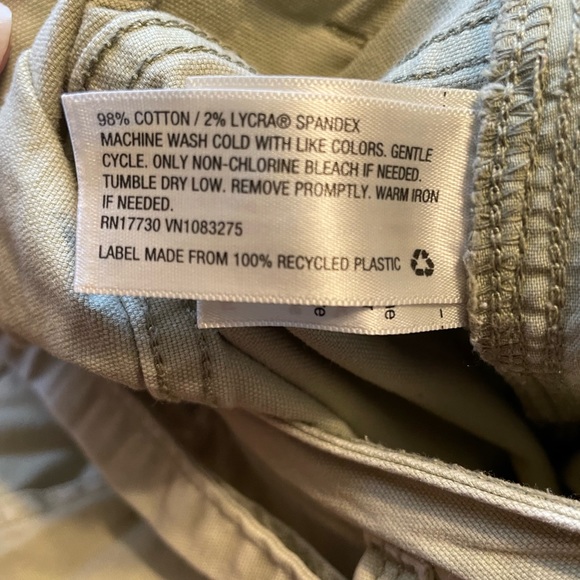 98% COTTON / 2% LYCRA® SPANDEX
MACHINE WASH COLD WITH LIKE COLORS. GENTLE
CYCLE. ONLY NON-CHLORINE BLEACH IF NEEDED.
TUMBLE DRY LOW. REMOVE PROMPTLY. WARM IRON
IF NEEDED.
RN17730 VN1083275
LABEL MADE FROM 100% RECYCLED PLASTIC